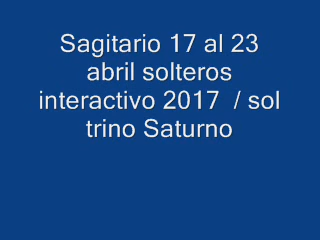 Sagitario 17 al 23
abril solteros
interactivo 2017  / sol
trino Saturno